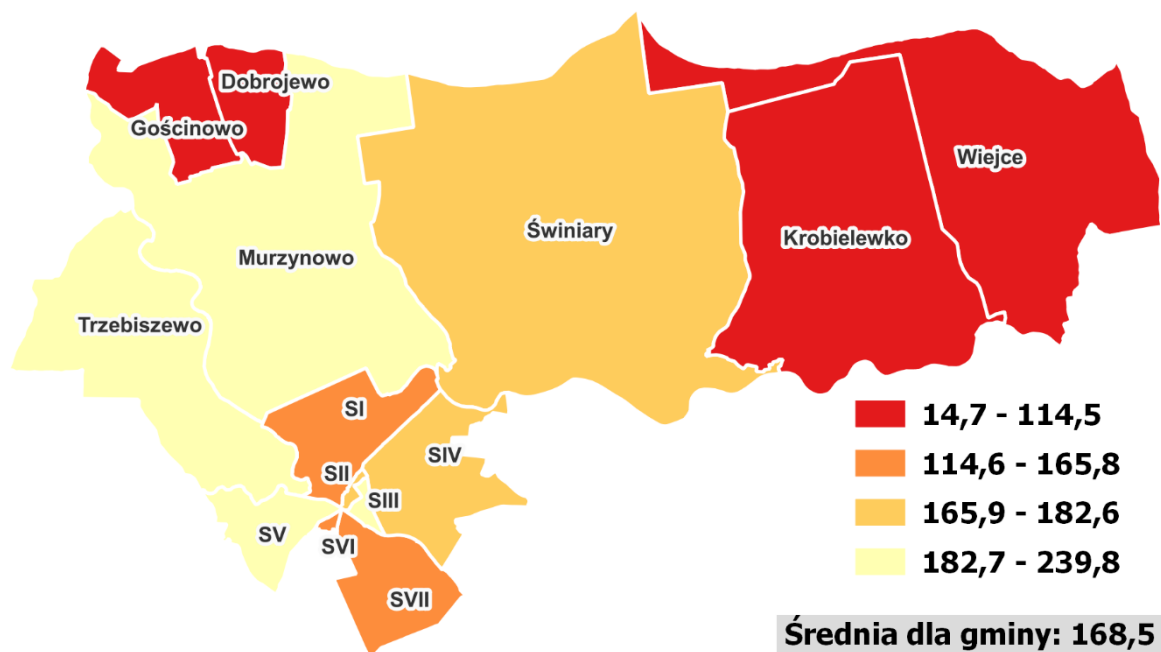 Dobrojewo
Gościnowo
Wiejce
Świniary
Krobielewko
Murzynowo
Trzebiszewo
SI
SIV
SII
SIII
SV
SVI
SVII
14,7 - 114,5
114,6 - 165,8
165,9 - 182,6
182,7 - 239,8
Średnia dla gminy: 168,5